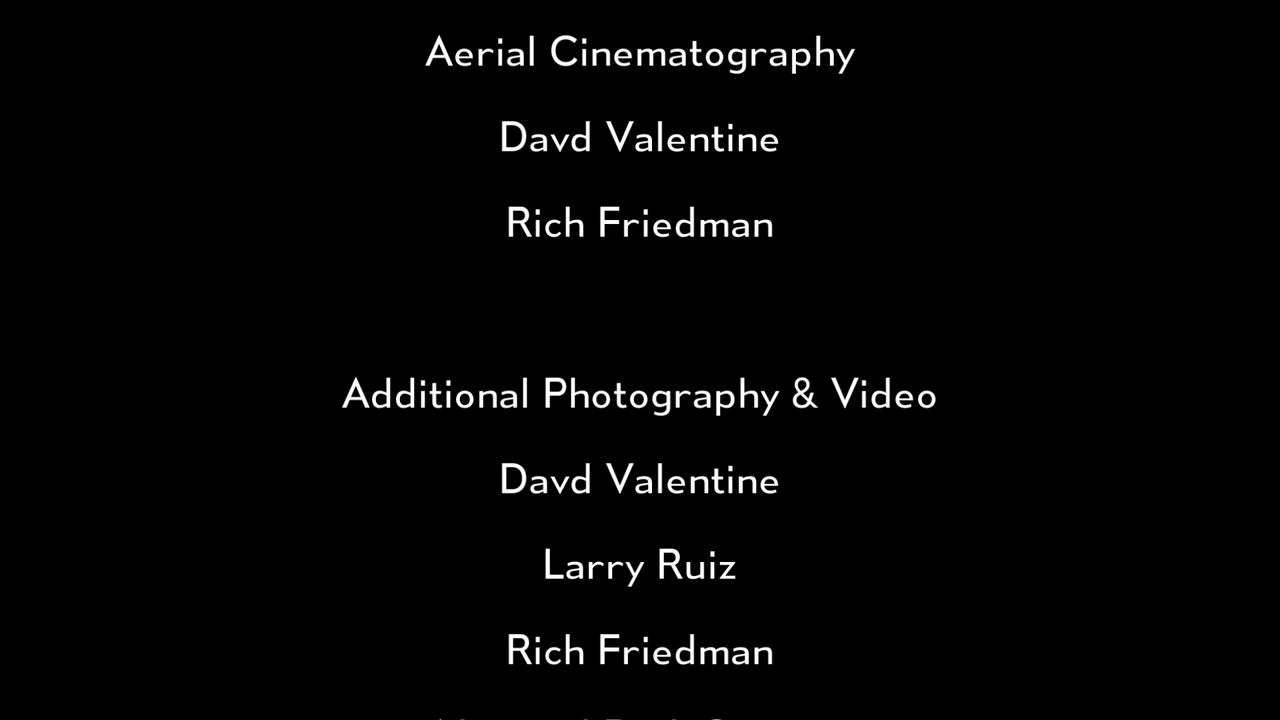 Aerial Cinematography
Davd Valentine
Rich Friedman
Additional Photography & Video
Davd Valentine
Larry Ruiz
Rich Friedman